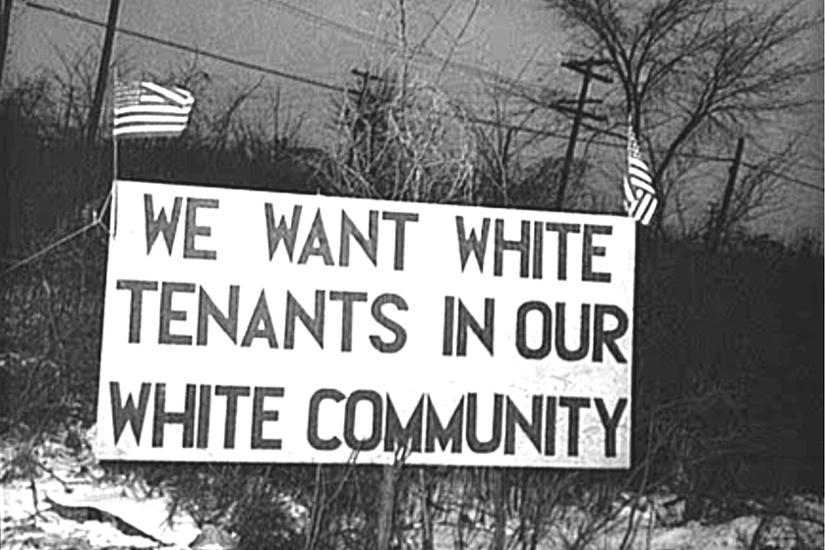 WE WANT WHITE
TENANTS IN OUR
WHITE COMMUNITY